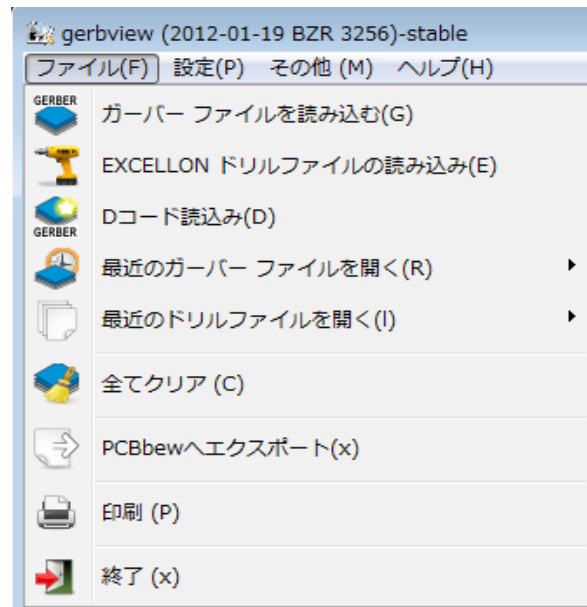 gerbview (2012-01-19 BZR 3256)-stable
ファイル(F) 設定(P) その他 (M) ヘルプ(H)
GERBER ガーバー ファイルを読み込む(G)
EXCELLON ドリルファイルの読み込み(E)
GERBER Dコード読込み(D)
最近のガーバー ファイルを開く(R)
最近のドリルファイルを開く(I)
全てクリア (C)
PCBbewへエクスポート(x)
印刷 (P)
終了 (x)